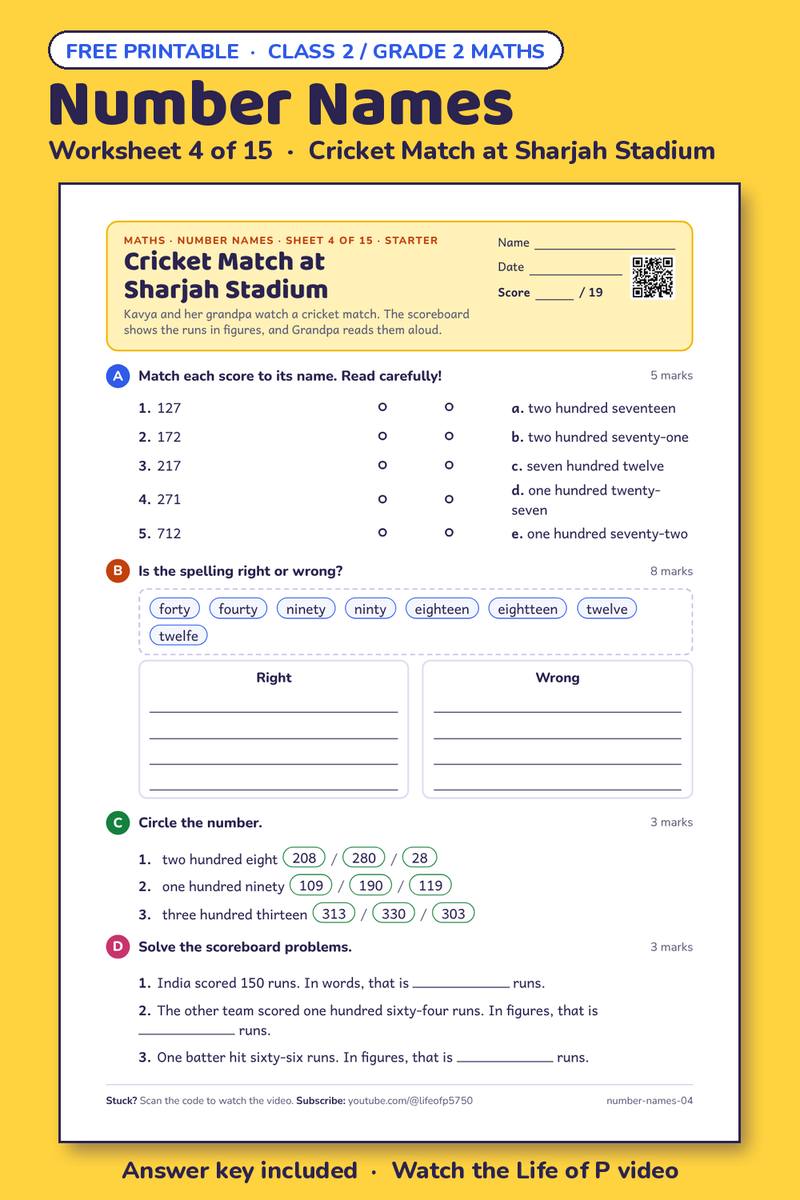 FREE PRINTABLE · CLASS 2 / GRADE 2 MATHS
Number Names
Worksheet 4 of 15 · Cricket Match at Sharjah Stadium
MATHS · NUMBER NAMES · SHEET 4 OF 15 · STARTER
Cricket Match at
Sharjah Stadium
Kavya and her grandpa watch a cricket match. The scoreboard
shows the runs in figures, and Grandpa reads them aloud.
Name
Date
Score / 19
A Match each score to its name. Read carefully! 5 marks
1. 127 a. two hundred seventeen
2. 172 b. two hundred seventy-one
3. 217 c. seven hundred twelve
4. 271 d. one hundred twenty-
seven
5. 712 e. one hundred seventy-two
B Is the spelling right or wrong? 8 marks
forty fourty ninety ninty eighteen eightteen twelve
twelfe
Right Wrong
C Circle the number. 3 marks
1. two hundred eight 208 / 280 / 28
2. one hundred ninety 109 / 190 / 119
3. three hundred thirteen 313 / 330 / 303
D Solve the scoreboard problems. 3 marks
1. India scored 150 runs. In words, that is ____________ runs.
2. The other team scored one hundred sixty-four runs. In figures, that is
____________ runs.
3. One batter hit sixty-six runs. In figures, that is ____________ runs.
Stuck? Scan the code to watch the video. Subscribe: youtube.com/@lifeofp5750 number-names-04
Answer key included · Watch the Life of P video